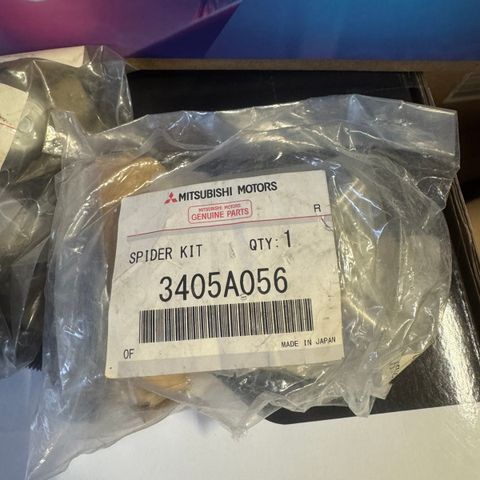 MITSUBISHI MOTORS
MITSUBISHI MOTORS
GENUINE PARTS
R
SPIDER KIT QTY:1
3405A056
OF
MADE IN JAPAN